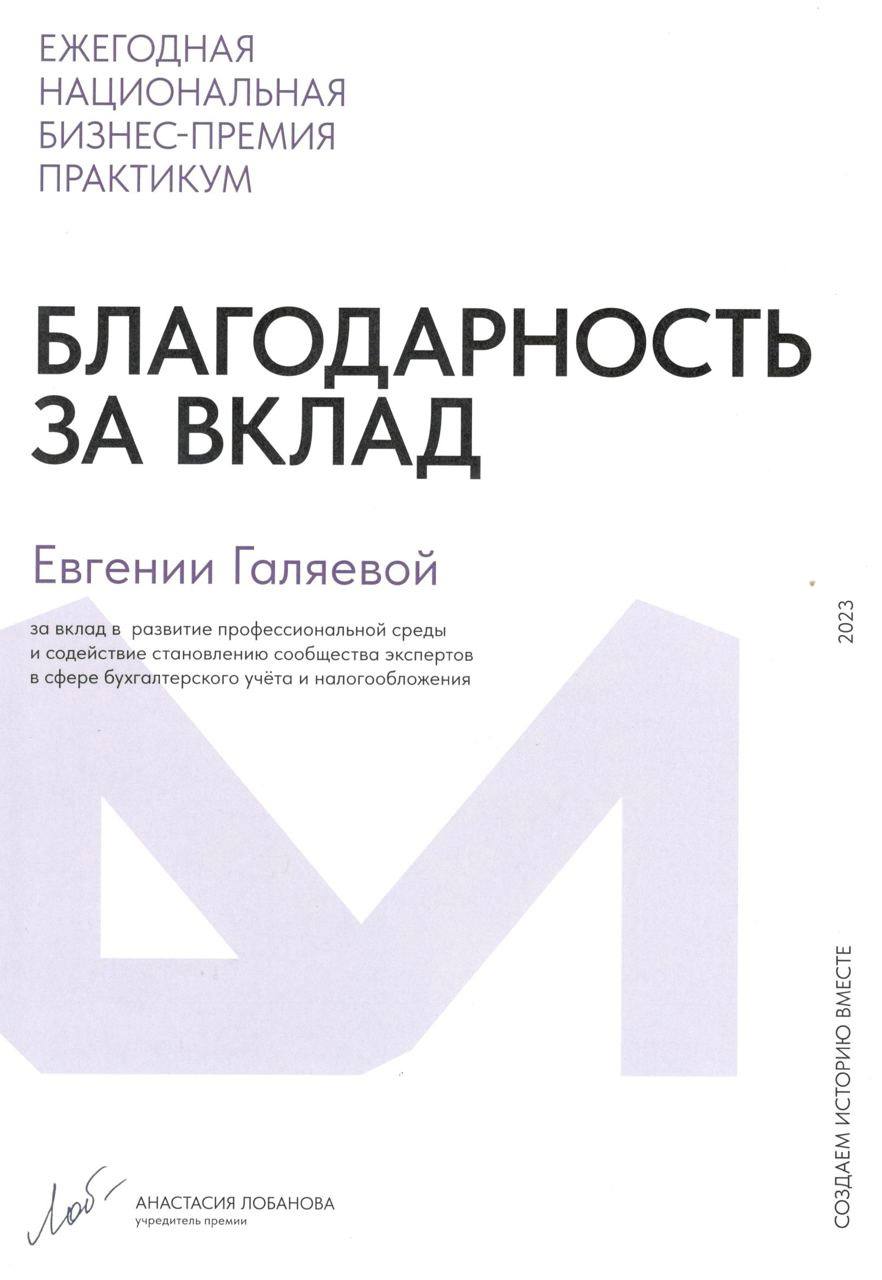 ЕЖЕГОДНАЯ
НАЦИОНАЛЬНАЯ
БИЗНЕС-ПРЕМИЯ
ПРАКТИКУМ
БЛАГОДАРНОСТЬ
ЗА ВКЛАД
Евгении Галяевой
за вклад в развитие профессиональной среды
и содействие становлению сообщества экспертов
в сфере бухгалтерского учёта и налогообложения
2023
СОЗДАЕМ ИСТОРИЮ ВМЕСТЕ
Лоб
АНАСТАСИЯ ЛОБАНОВА
учредитель премии